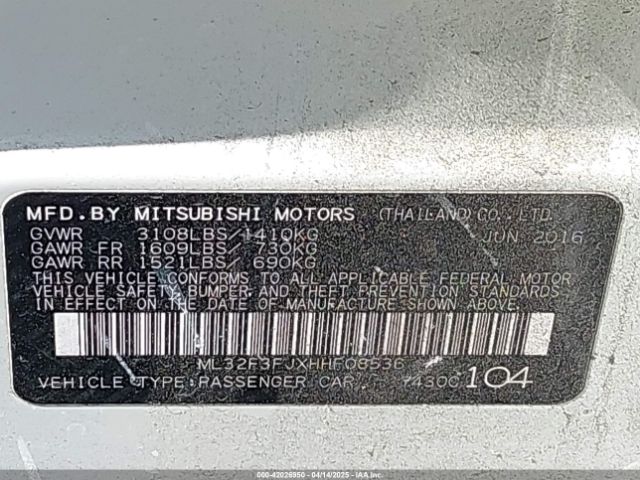 MFD.BY MITSUBISHI MOTORS (THAILAND) CO., LTD.
GVWR 3108LBS/1410KG JUN 2016
GAWR FR 1609LBS/ 730KG
GAWR RR 1521LBS/ 690KG
THIS VEHICLE CONFORMS TO ALL APPLICABLE FEDERAL MOTOR
VEHICLE SAFETY, BUMPER, AND THEFT PREVENTION STANDARDS
IN EFFECT ON THE DATE OF MANUFACTURE SHOWN ABOVE.
ML32F3FJXHHF08536
VEHICLE TYPE: PASSENGER CAR 104
000-42026950 - 04/14/2025 - IAAI.com